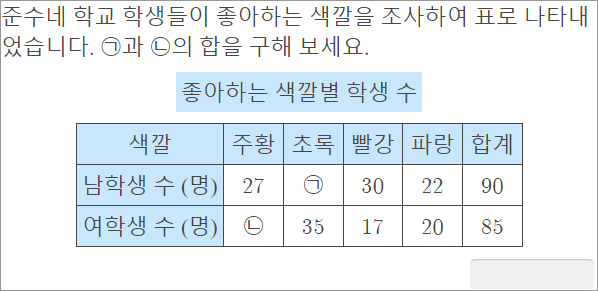 준수네 학교 학생들이 좋아하는 색깔을 조사하여 표로 나타내
었습니다. ㉠과 ㉡의 합을 구해 보세요.
좋아하는 색깔별 학생 수
색깔 주황 초록 빨강 파랑 합계
남학생 수 (명) 27 ㉠ 30 22 90
여학생 수 (명) ㉡ 35 17 20 85